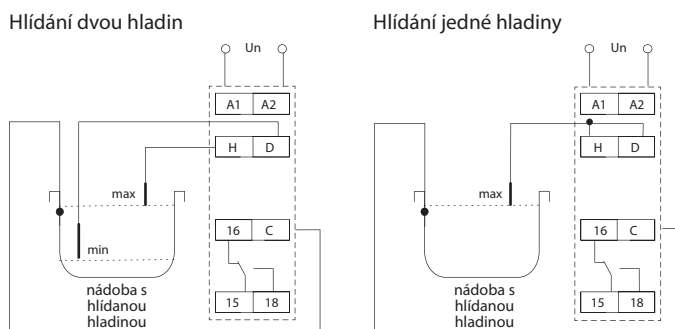 Hlídání dvou hladin
Un
A1 A2
H D
max
min
16 C
15 18
nádoba s
hlídanou
hladinou
Hlídání jedné hladiny
Un
A1 A2
H D
max
16 C
15 18
nádoba s
hlídanou
hladinou